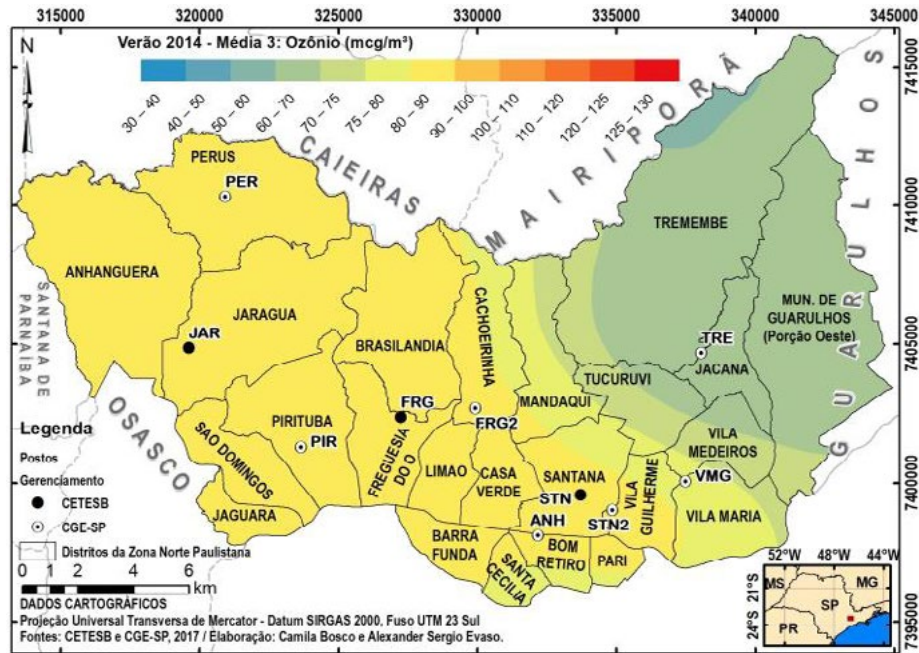 315000 320000 325000 330000 335000 340000 345000
N
Verão 2014 - Média 3: Ozônio (mcg/m³)
30 – 40
40 – 50
50 – 60
60 – 70
70 – 75
75 – 80
80 – 90
90 – 100
100 – 110
110 – 120
120 – 125
125 – 130
7415000
7410000
7405000
7400000
7395000
CAIEIRAS
MAIRIPORÃ
GUARULHOS
SANTANA DE
PARNAÍBA
OSASCO
PERUS
PER
ANHANGUERA
JARAGUA
JAR
BRASILANDIA
CACHOEIRINHA
TREMEMBE
MUN. DE
GUARULHOS
(Porção Oeste)
TRE
JACANA
TUCURUVI
MANDAQUI
FRG
FRG2
PIRITUBA
PIR
FREGUESIA
DO O
SAO DOMINGOS
JAGUARA
LIMAO
CASA
VERDE
SANTANA
STN
STN2
VILA
GUILHERME
VILA
MEDEIROS
VMG
VILA MARIA
ANH
BARRA
FUNDA
BOM
RETIRO
PARI
SANTA
CECILIA
Legenda
Postos
Gerenciamento
CETESB
CGE-SP
Distritos da Zona Norte Paulistana
0 1 2 4 6
km
DADOS CARTOGRÁFICOS
Projeção Universal Transversa de Mercator - Datum SIRGAS 2000, Fuso UTM 23 Sul
Fontes: CETESB e CGE-SP, 2017 / Elaboração: Camila Bosco e Alexander Sergio Evaso.
52°W 48°W 44°W
21°S
24°S
MS
MG
SP
PR